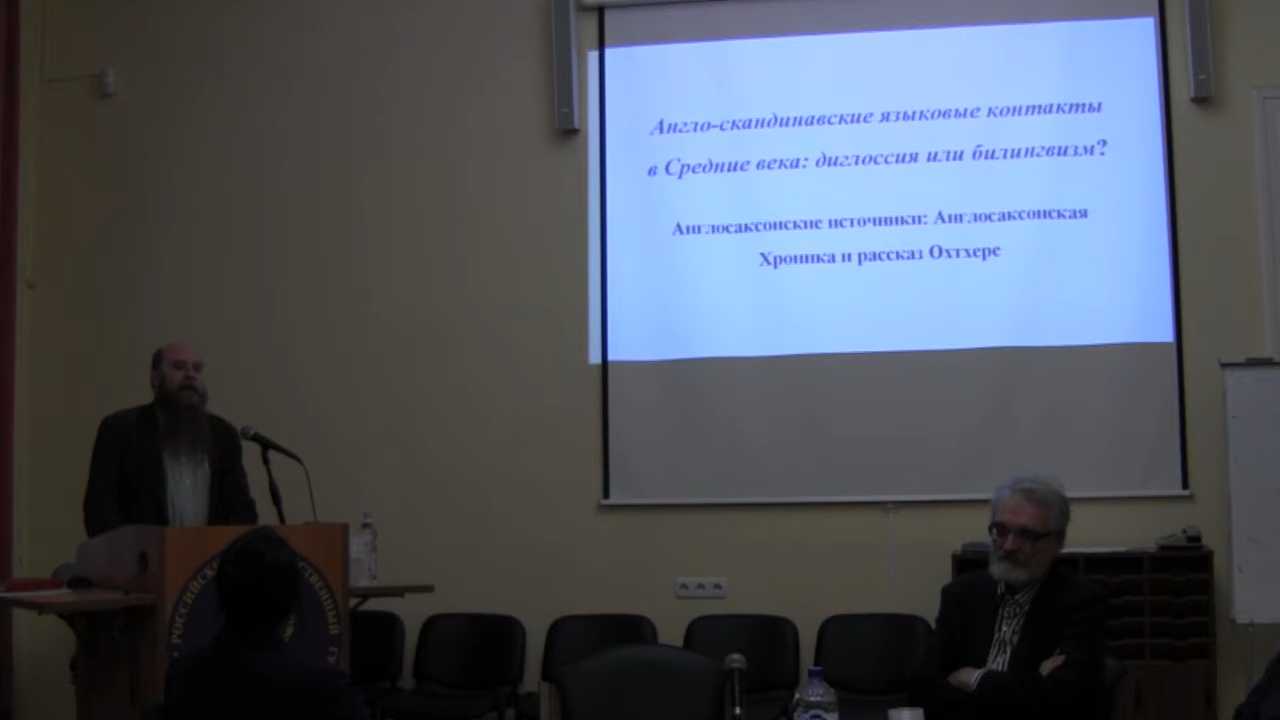 Англо-скандинавские языковые контакты
в Средние века: диглоссия или билингвизм?
Англосаксонские источники: Англосаксонская
Хроника и рассказ Охтхере